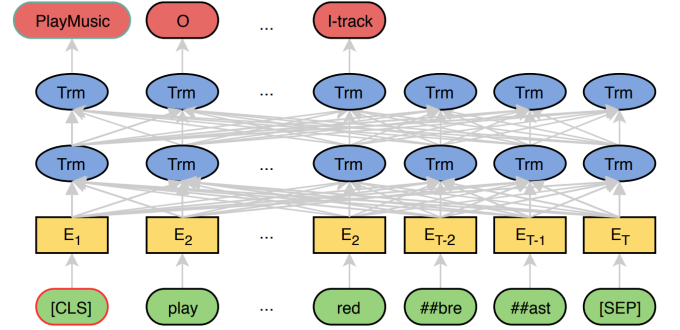 PlayMusic O ... I-track
Trm Trm ... Trm Trm Trm Trm
Trm Trm ... Trm Trm Trm Trm
E1 E2 ... E2 ET-2 ET-1 ET
[CLS] play ... red ##bre ##ast [SEP]